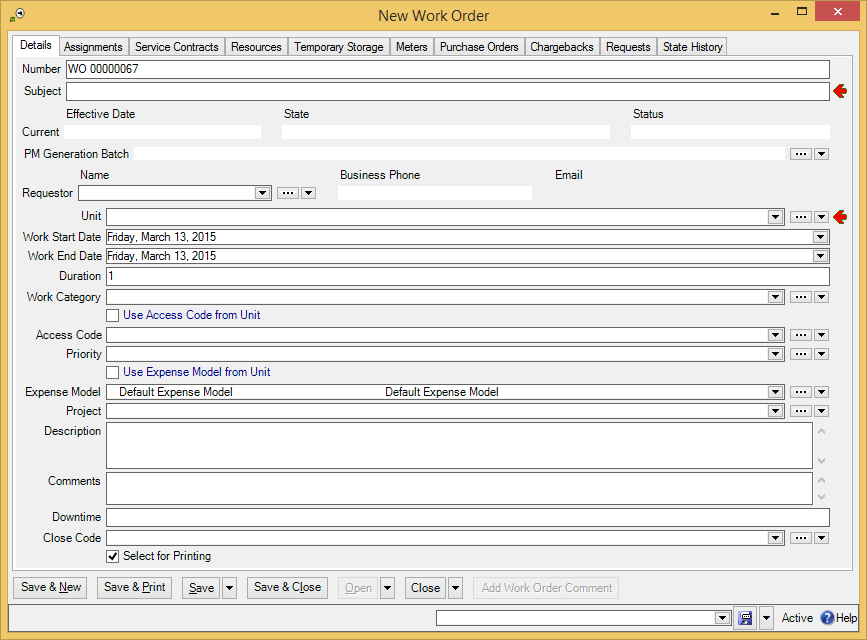 New Work Order
Details Assignments Service Contracts Resources Temporary Storage Meters Purchase Orders Chargebacks Requests State History
Number WO 00000067
Subject
Effective Date State Status
Current
PM Generation Batch
Name Business Phone Email
Requestor
Unit
Work Start Date Friday, March 13, 2015
Work End Date Friday, March 13, 2015
Duration 1
Work Category
Use Access Code from Unit
Access Code
Priority
Use Expense Model from Unit
Expense Model Default Expense Model Default Expense Model
Project
Description
Comments
Downtime
Close Code
Select for Printing
Save & New Save & Print Save Save & Close Open Close Add Work Order Comment
Active Help